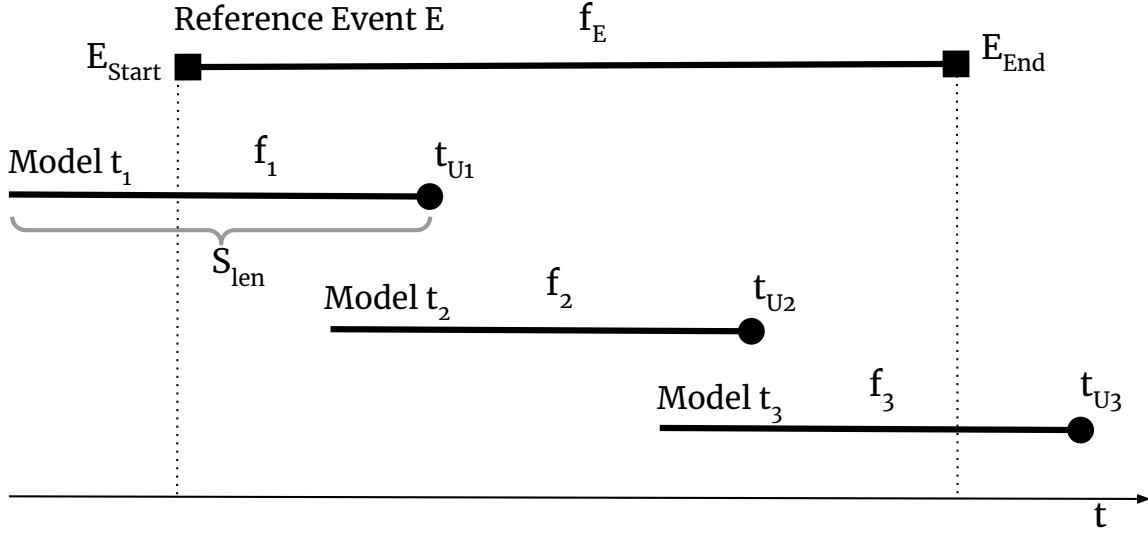 Reference Event E
f_E
E_Start
E_End
Model t_1
f_1
t_U1
S_len
Model t_2
f_2
t_U2
Model t_3
f_3
t_U3
t